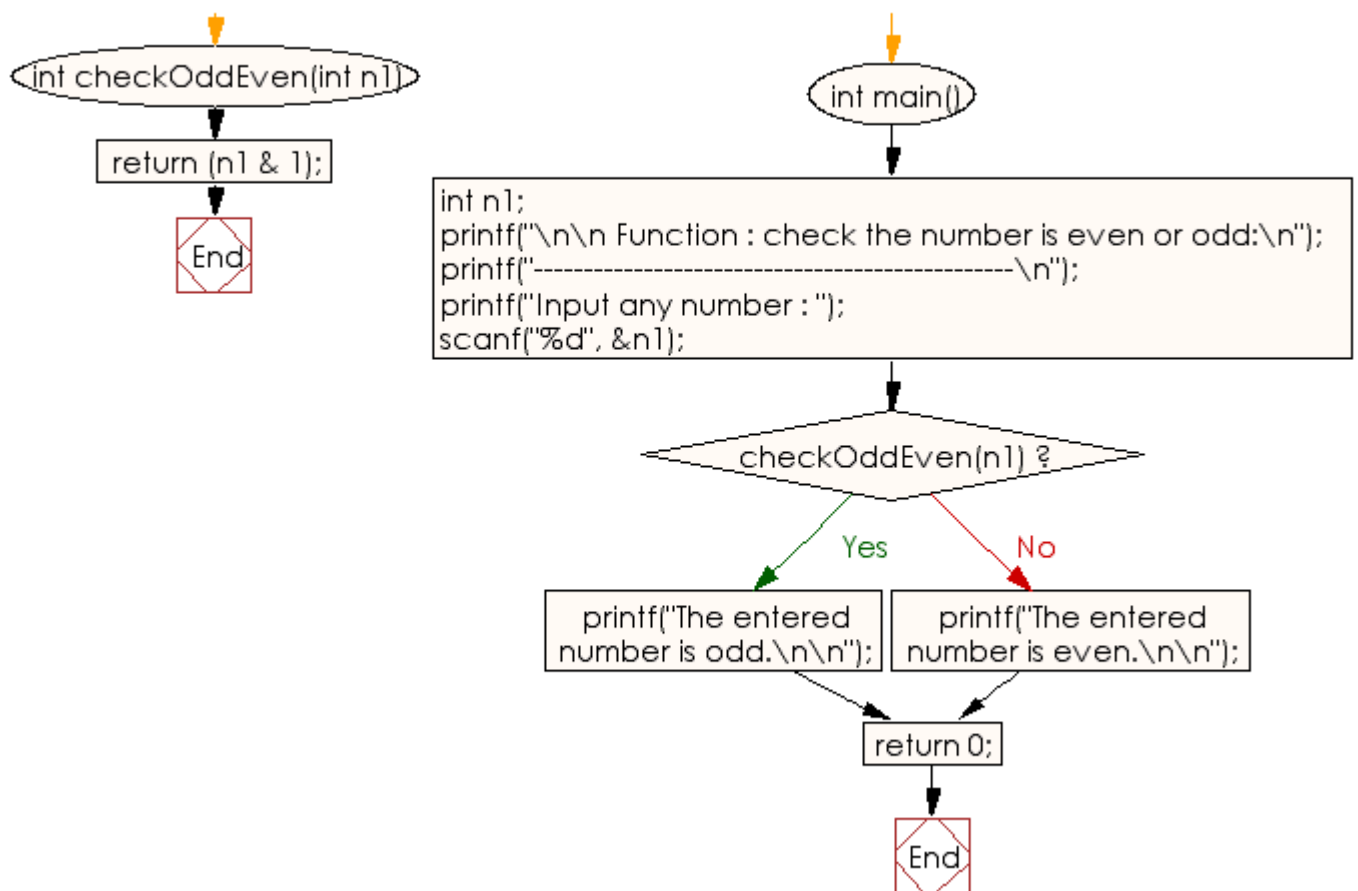 int checkOddEven(int n1)
return (n1 & 1);
End
int main()
int n1;
printf("\n\n Function : check the number is even or odd:\n");
printf("------------------------------------------------\n");
printf("Input any number : ");
scanf("%d", &n1);
checkOddEven(n1) ?
Yes
No
printf("The entered
number is odd.\n\n");
printf("The entered
number is even.\n\n");
return 0;
End